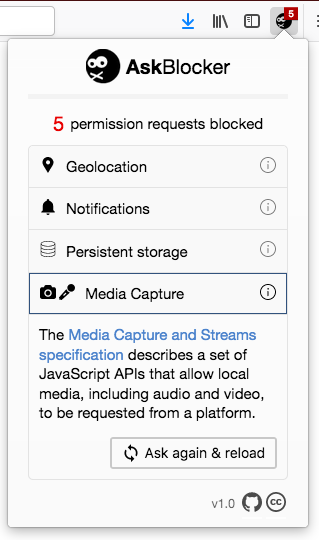 5
AskBlocker
5 permission requests blocked
Geolocation
Notifications
Persistent storage
Media Capture
The Media Capture and Streams
specification describes a set of
JavaScript APIs that allow local
media, including audio and video,
to be requested from a platform.
Ask again & reload
v1.0